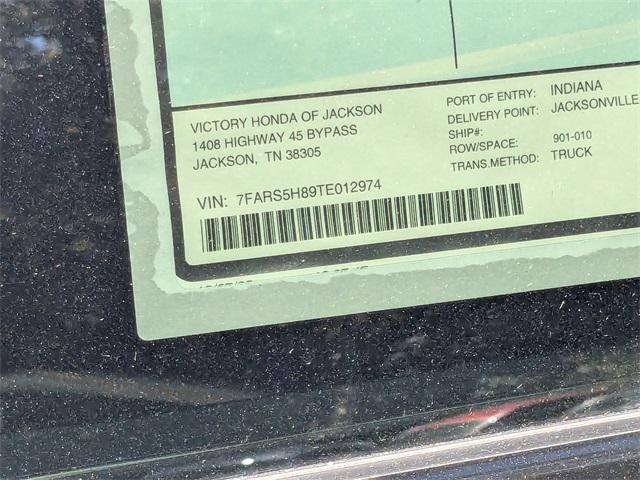 VICTORY HONDA OF JACKSON
1408 HIGHWAY 45 BYPASS
JACKSON, TN 38305
PORT OF ENTRY: INDIANA
DELIVERY POINT: JACKSONVILLE
SHIP#:
ROW/SPACE: 901-010
TRANS.METHOD: TRUCK
VIN: 7FARS5H89TE012974